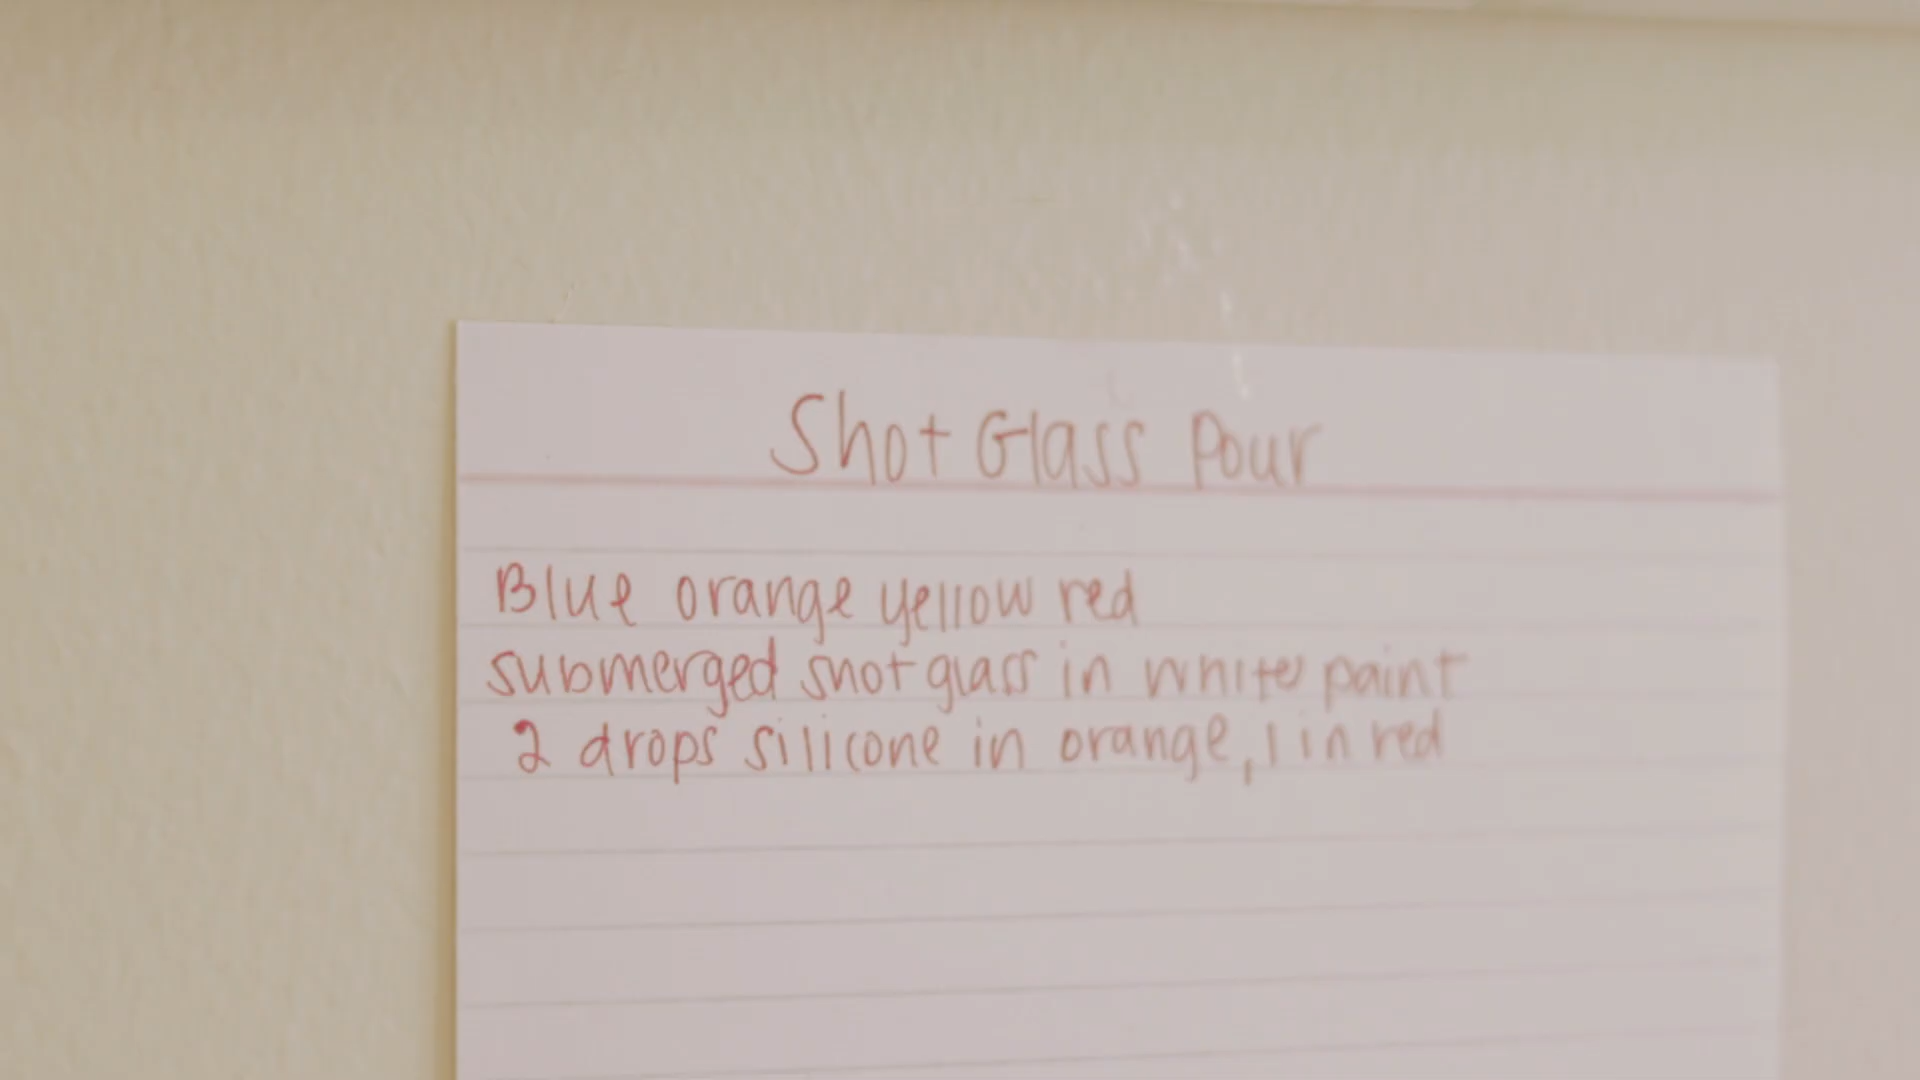 Shot Glass Pour
Blue orange yellow red
submerged shot glass in white paint
2 drops silicone in orange, 1 in red